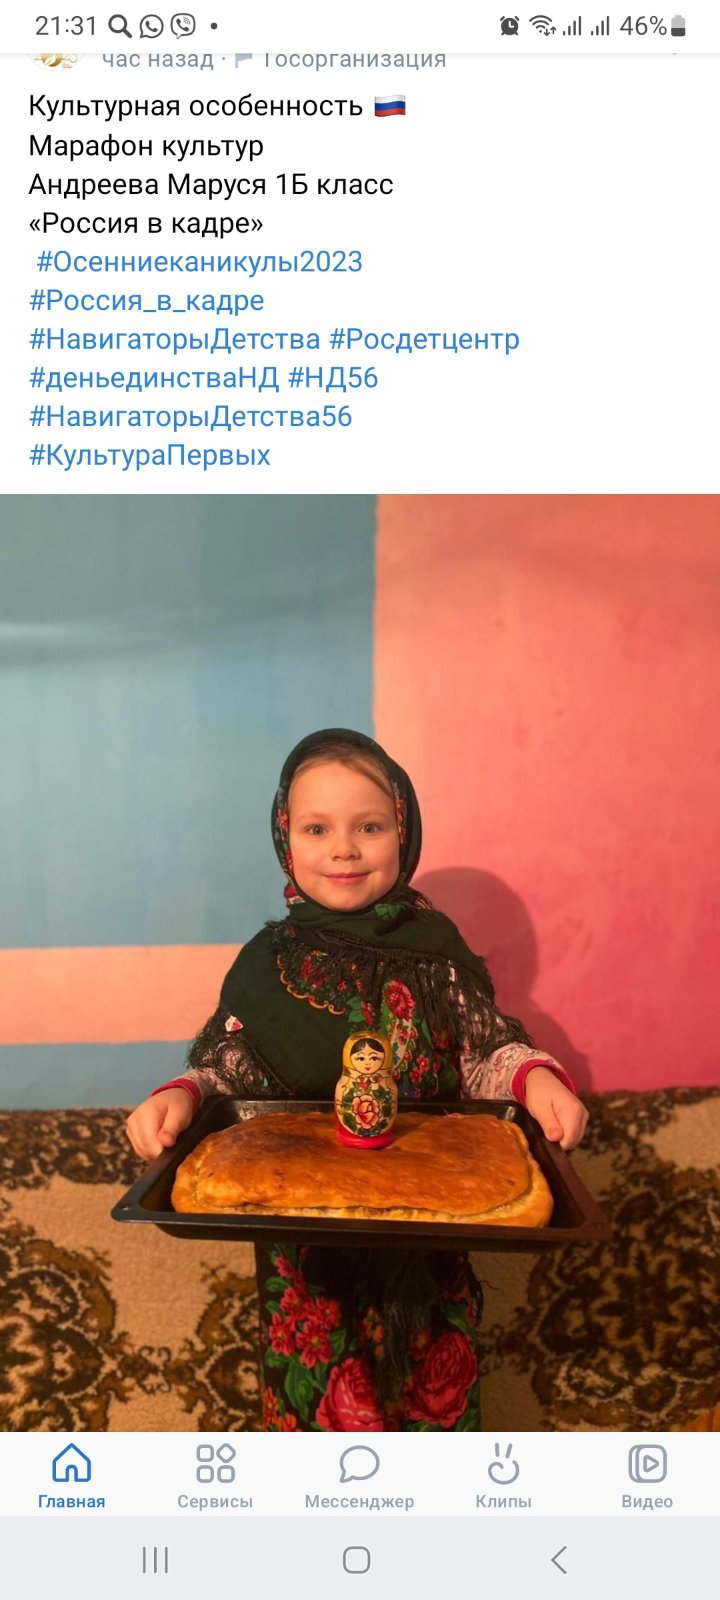 21:31
46%
час назад · Госорганизация
Культурная особенность 🇷🇺
Марафон культур
Андреева Маруся 1Б класс
«Россия в кадре»
#Осенниеканикулы2023
#Россия_в_кадре
#НавигаторыДетства #Росдетцентр
#деньединстваНД #НД56
#НавигаторыДетства56
#КультураПервых
Главная Сервисы Мессенджер Клипы Видео